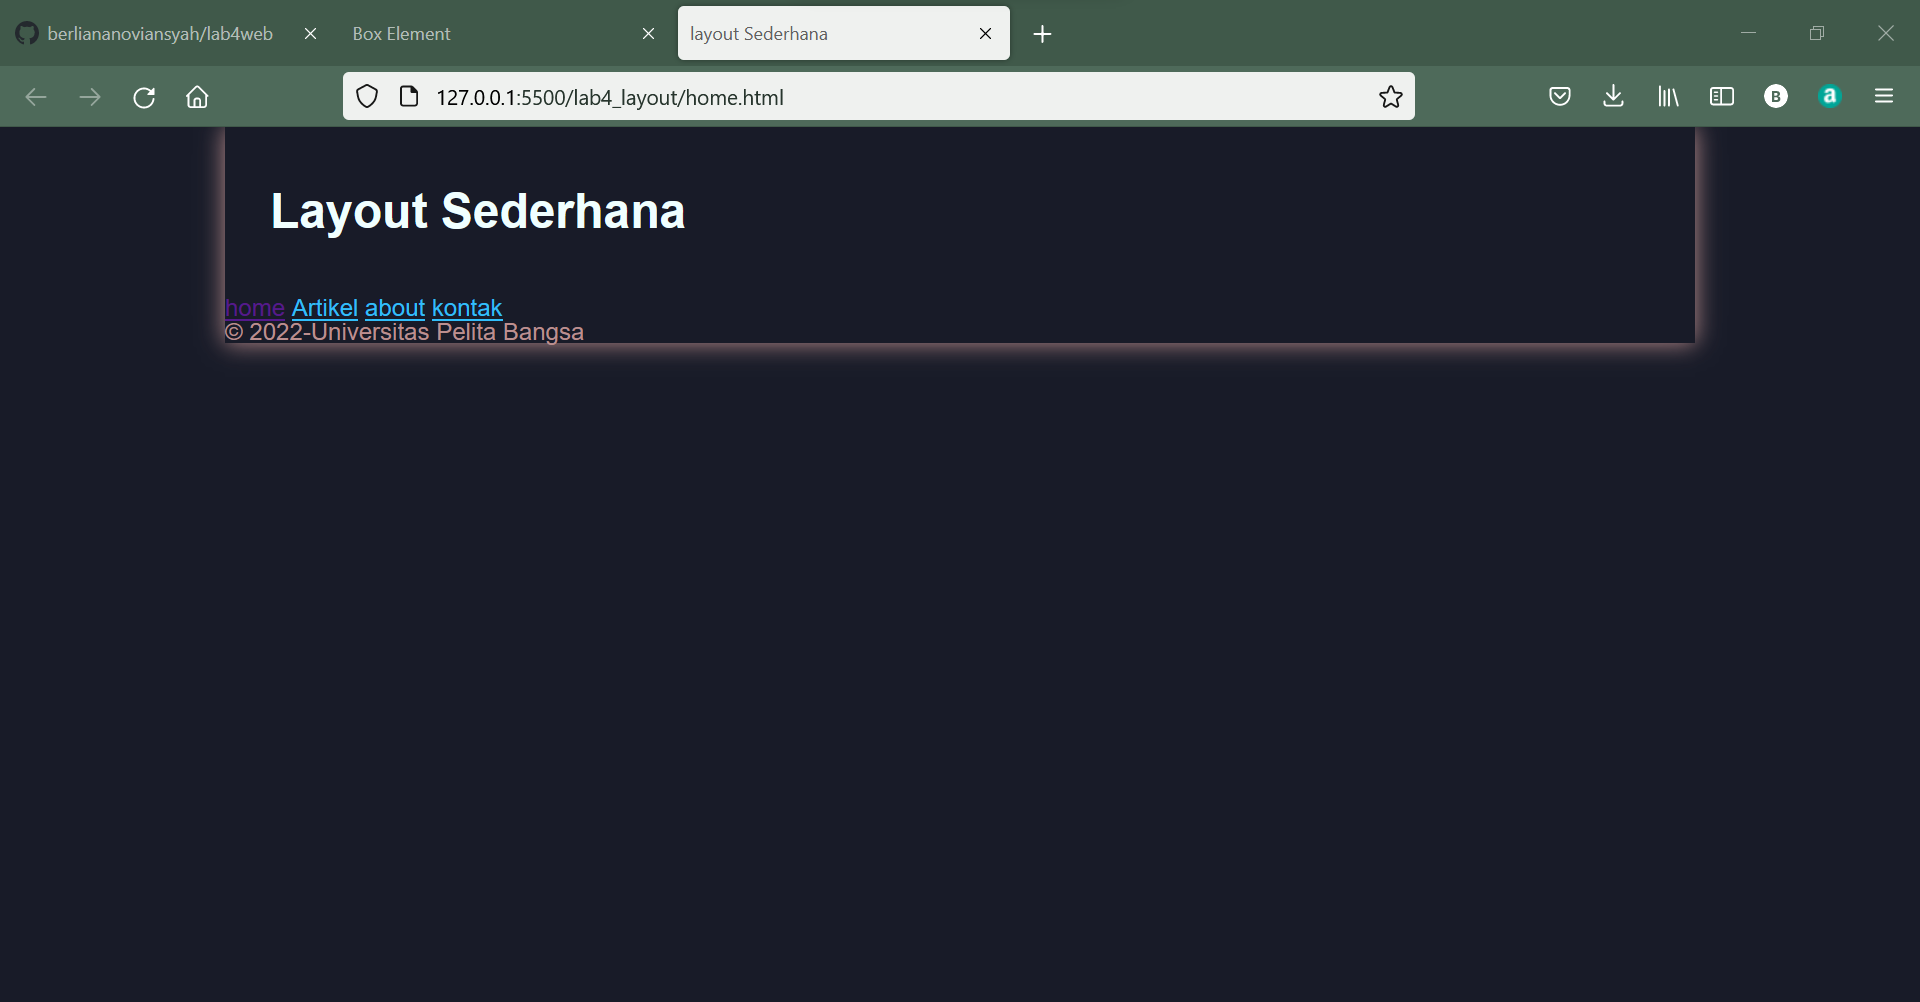 berliananoviansyah/lab4web
Box Element
layout Sederhana
127.0.0.1:5500/lab4_layout/home.html
B
a
Layout Sederhana
home Artikel about kontak
© 2022-Universitas Pelita Bangsa